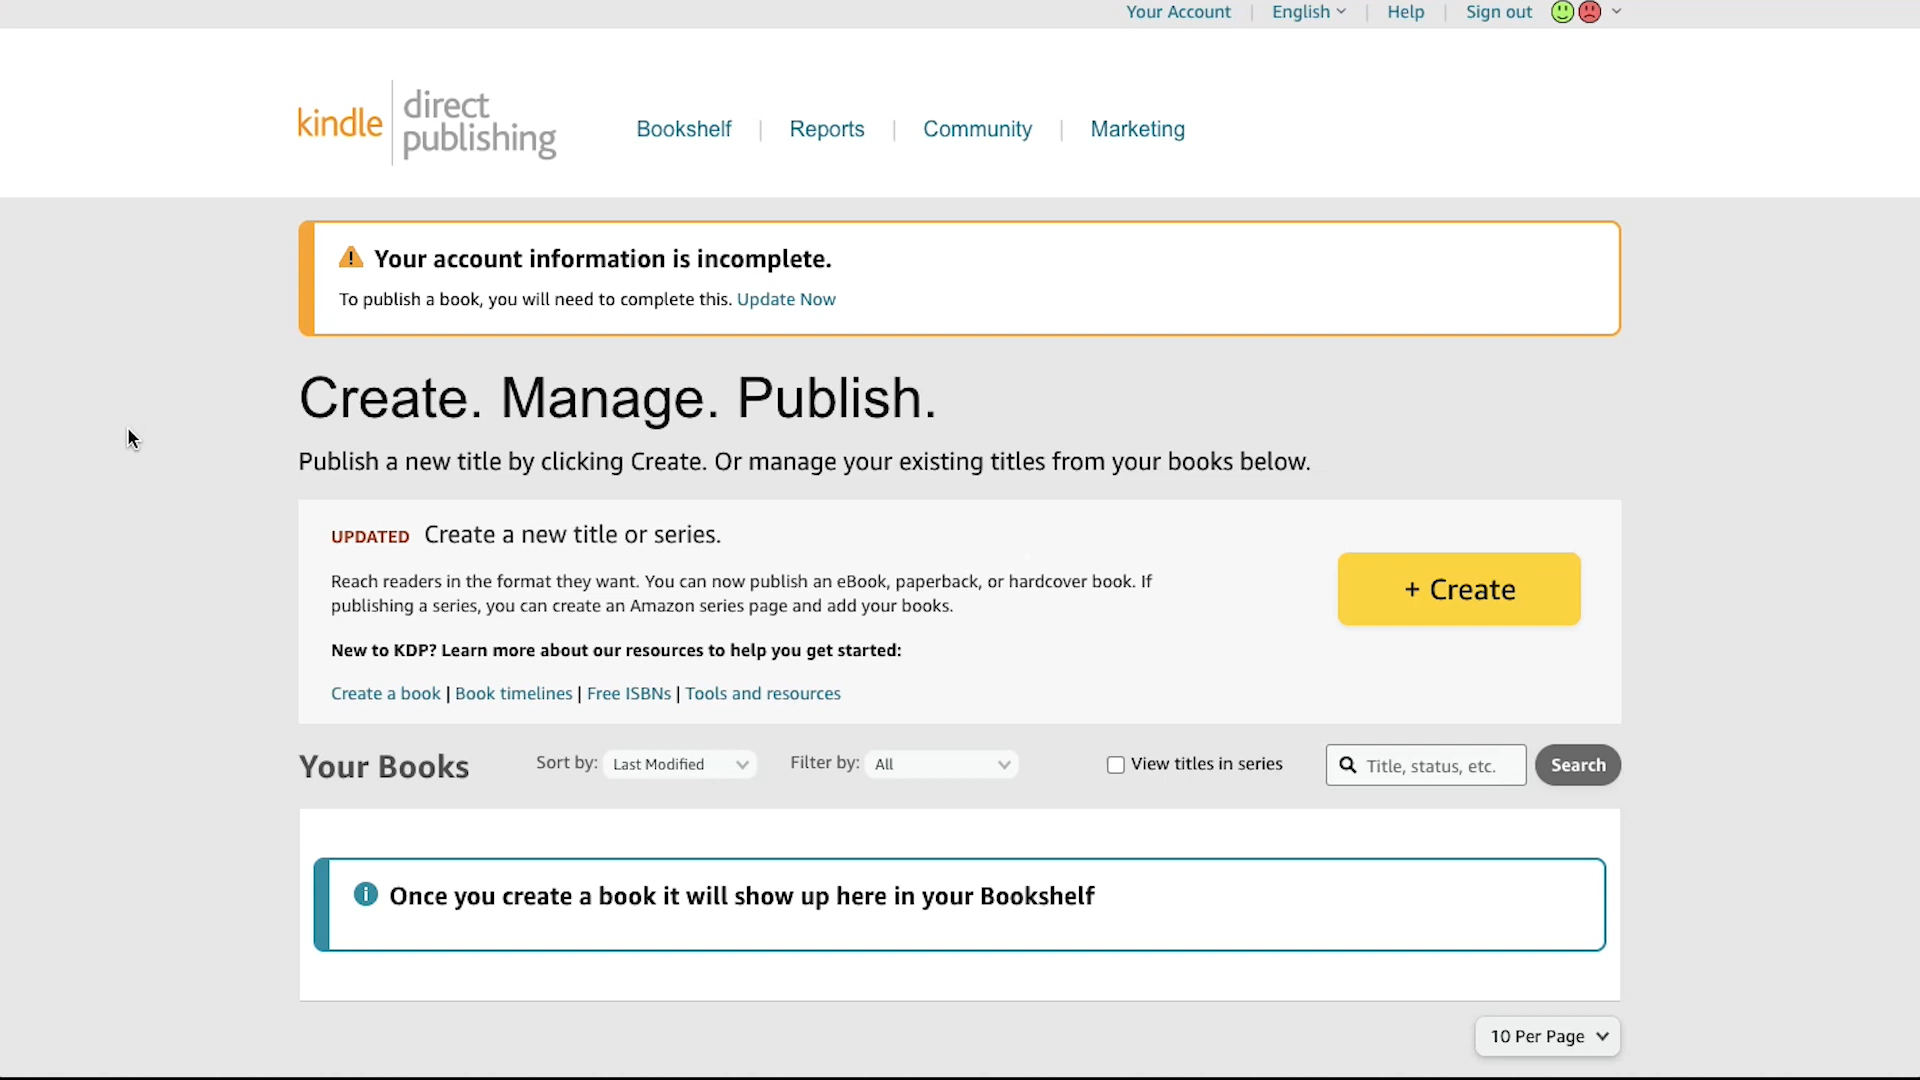 Your Account | English | Help | Sign out
kindle direct publishing
Bookshelf | Reports | Community | Marketing
Your account information is incomplete.
To publish a book, you will need to complete this. Update Now
Create. Manage. Publish.
Publish a new title by clicking Create. Or manage your existing titles from your books below.
UPDATED Create a new title or series.
Reach readers in the format they want. You can now publish an eBook, paperback, or hardcover book. If
publishing a series, you can create an Amazon series page and add your books.
+ Create
New to KDP? Learn more about our resources to help you get started:
Create a book | Book timelines | Free ISBNs | Tools and resources
Your Books Sort by: Last Modified Filter by: All View titles in series Title, status, etc. Search
Once you create a book it will show up here in your Bookshelf
10 Per Page